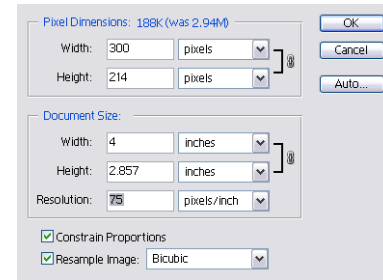 Pixel Dimensions: 188K (was 2.94M)
Width: 300 pixels
Height: 214 pixels
OK
Cancel
Auto...
Document Size:
Width: 4 inches
Height: 2.857 inches
Resolution: 75 pixels/inch
Constrain Proportions
Resample Image: Bicubic